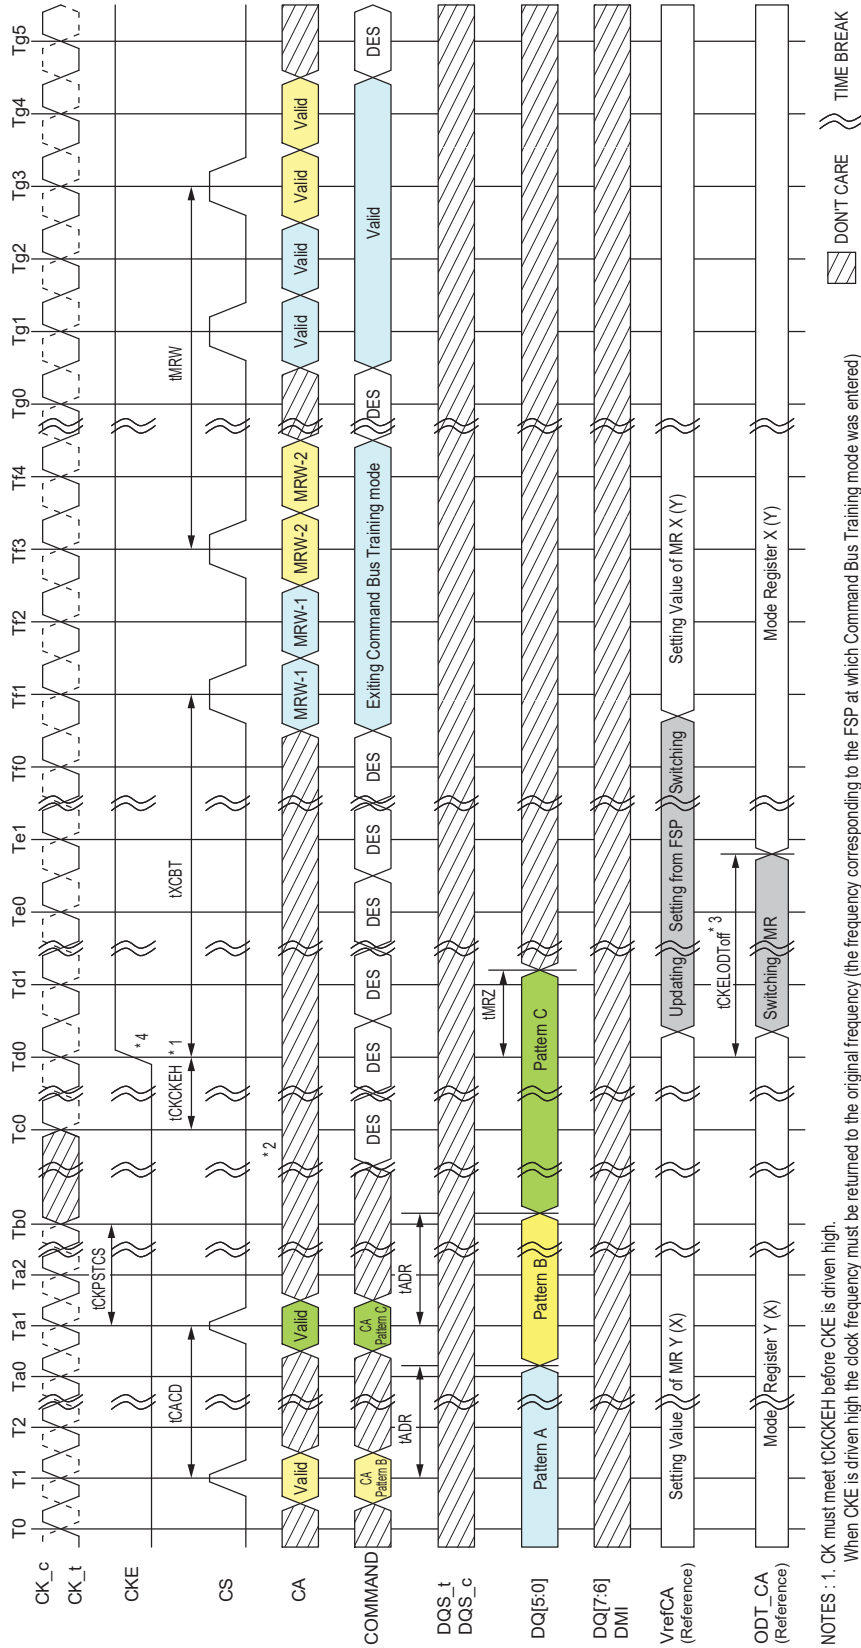 T0 T1 T2 Ta0 Ta1 Ta2 Tb0 Tc0 Td0 Td1 Te0 Te1 Tf0 Tf1 Tf2 Tf3 Tf4 Tg0 Tg1 Tg2 Tg3 Tg4 Tg5
CK_c
CK_t
tCKPSTCS
CKE
*4
tCACD
tCKCKEH *1
tXCBT
tMRW
CS
*2
CA
Valid
Valid
MRW-1
MRW-1
MRW-2
MRW-2
Valid
Valid
Valid
Valid
COMMAND
CA
Pattern B
CA
Pattern C
DES
DES
DES
DES
DES
DES
Exiting Command Bus Training mode
DES
Valid
DES
tADR
tADR
DQS_t
DQS_c
tMRZ
DQ[5:0]
Pattern A
Pattern B
Pattern C
DQ[7:6]
DMI
VrefCA
(Reference)
Setting Value of MR Y (X)
Updating Setting from FSP Switching
Setting Value of MR X (Y)
tCKELODToff *3
ODT_CA
(Reference)
Mode Register Y (X)
Switching MR
Mode Register X (Y)
DON'T CARE
TIME BREAK
NOTES : 1. CK must meet tCKCKEH before CKE is driven high.
When CKE is driven high the clock frequency must be returned to the original frequency (the frequency corresponding to the FSP at which Command Bus Training mode was entered)